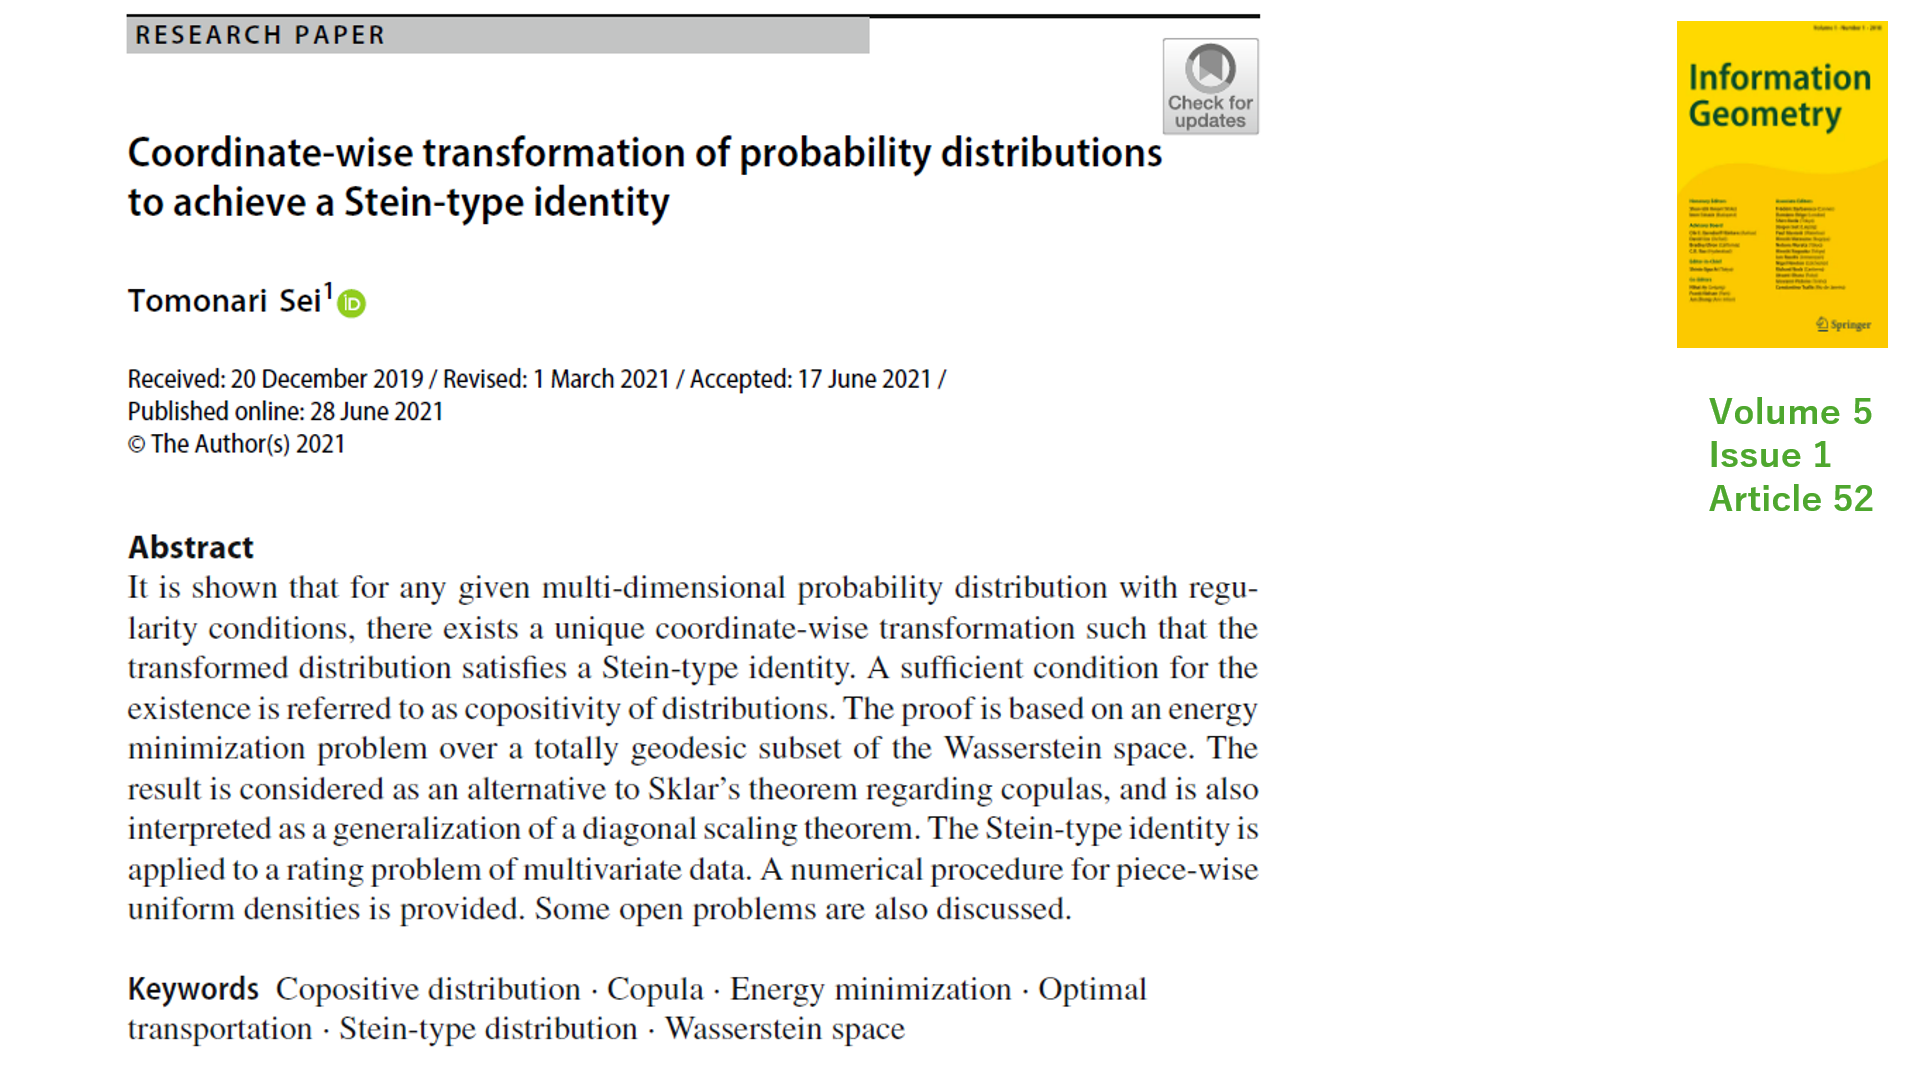 RESEARCH PAPER
Check for
updates
Coordinate-wise transformation of probability distributions
to achieve a Stein-type identity
Tomonari Sei1
iD
Received: 20 December 2019 / Revised: 1 March 2021 / Accepted: 17 June 2021 /
Published online: 28 June 2021
© The Author(s) 2021
Abstract
It is shown that for any given multi-dimensional probability distribution with regu-
larity conditions, there exists a unique coordinate-wise transformation such that the
transformed distribution satisfies a Stein-type identity. A sufficient condition for the
existence is referred to as copositivity of distributions. The proof is based on an energy
minimization problem over a totally geodesic subset of the Wasserstein space. The
result is considered as an alternative to Sklar's theorem regarding copulas, and is also
interpreted as a generalization of a diagonal scaling theorem. The Stein-type identity is
applied to a rating problem of multivariate data. A numerical procedure for piece-wise
uniform densities is provided. Some open problems are also discussed.
Keywords Copositive distribution · Copula · Energy minimization · Optimal
transportation · Stein-type distribution · Wasserstein space
Volume 1 · Number 1 · 2018
Information
Geometry
Springer
Volume 5
Issue 1
Article 52